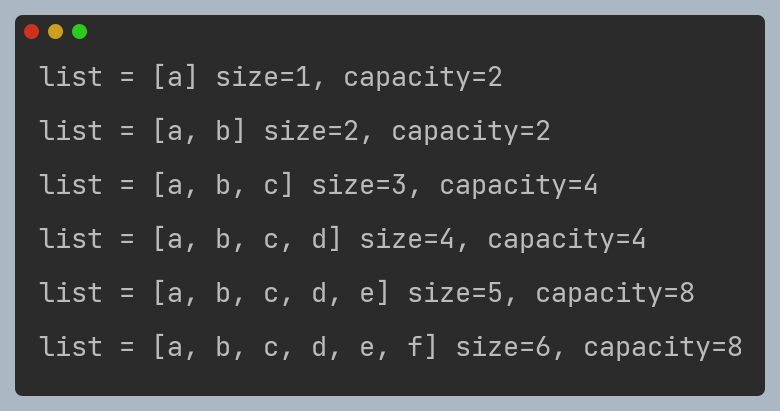 list = [a] size=1, capacity=2
list = [a, b] size=2, capacity=2
list = [a, b, c] size=3, capacity=4
list = [a, b, c, d] size=4, capacity=4
list = [a, b, c, d, e] size=5, capacity=8
list = [a, b, c, d, e, f] size=6, capacity=8